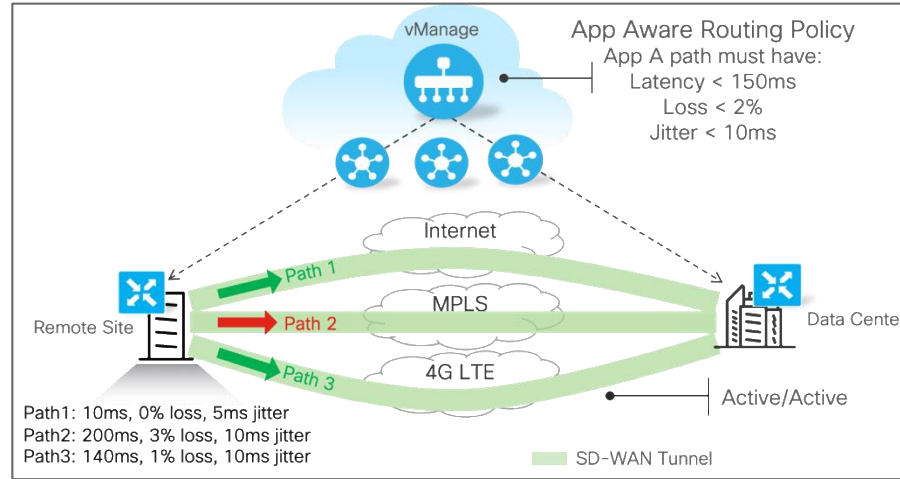 vManage
App Aware Routing Policy
App A path must have:
Latency < 150ms
Loss < 2%
Jitter < 10ms
Internet
Path 1
MPLS
Path 2
4G LTE
Path 3
Remote Site
Data Cente
Active/Active
Path1: 10ms, 0% loss, 5ms jitter
Path2: 200ms, 3% loss, 10ms jitter
Path3: 140ms, 1% loss, 10ms jitter
SD-WAN Tunnel